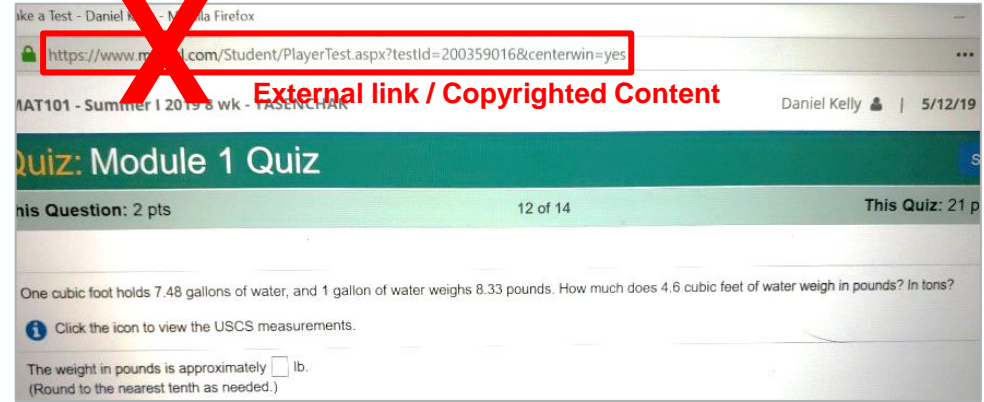 ake a Test - Daniel - Mozilla Firefox
https://www.m l.com/Student/PlayerTest.aspx?testId=200359016&centerwin=yes
MAT101 - Summer I 2019 8 wk - TASENCHAK
External link / Copyrighted Content
Daniel Kelly | 5/12/19
Quiz: Module 1 Quiz
S
his Question: 2 pts 12 of 14 This Quiz: 21 p
One cubic foot holds 7.48 gallons of water, and 1 gallon of water weighs 8.33 pounds. How much does 4.6 cubic feet of water weigh in pounds? In tons?
i Click the icon to view the USCS measurements.
The weight in pounds is approximately lb.
(Round to the nearest tenth as needed.)